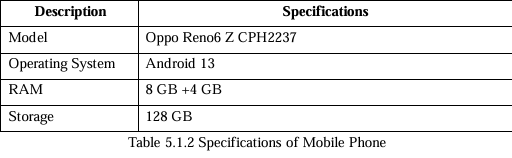 Description Specifications
Model Oppo Reno6 Z CPH2237
Operating System Android 13
RAM 8 GB +4 GB
Storage 128 GB
Table 5.1.2 Specifications of Mobile Phone